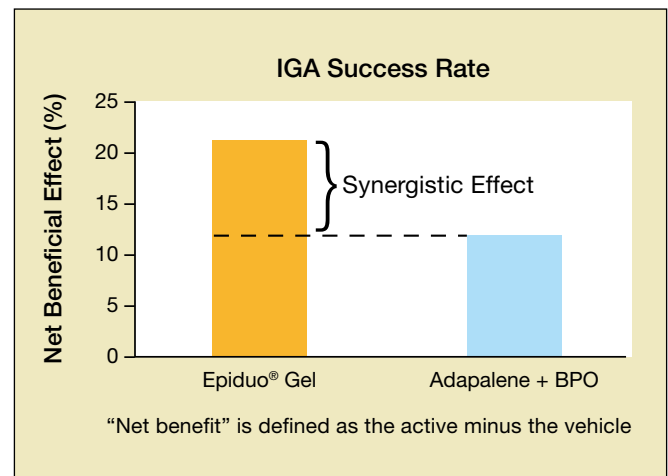 IGA Success Rate
Net Beneficial Effect (%)
25
20
15
10
5
0
Synergistic Effect
Epiduo® Gel
Adapalene + BPO
“Net benefit” is defined as the active minus the vehicle